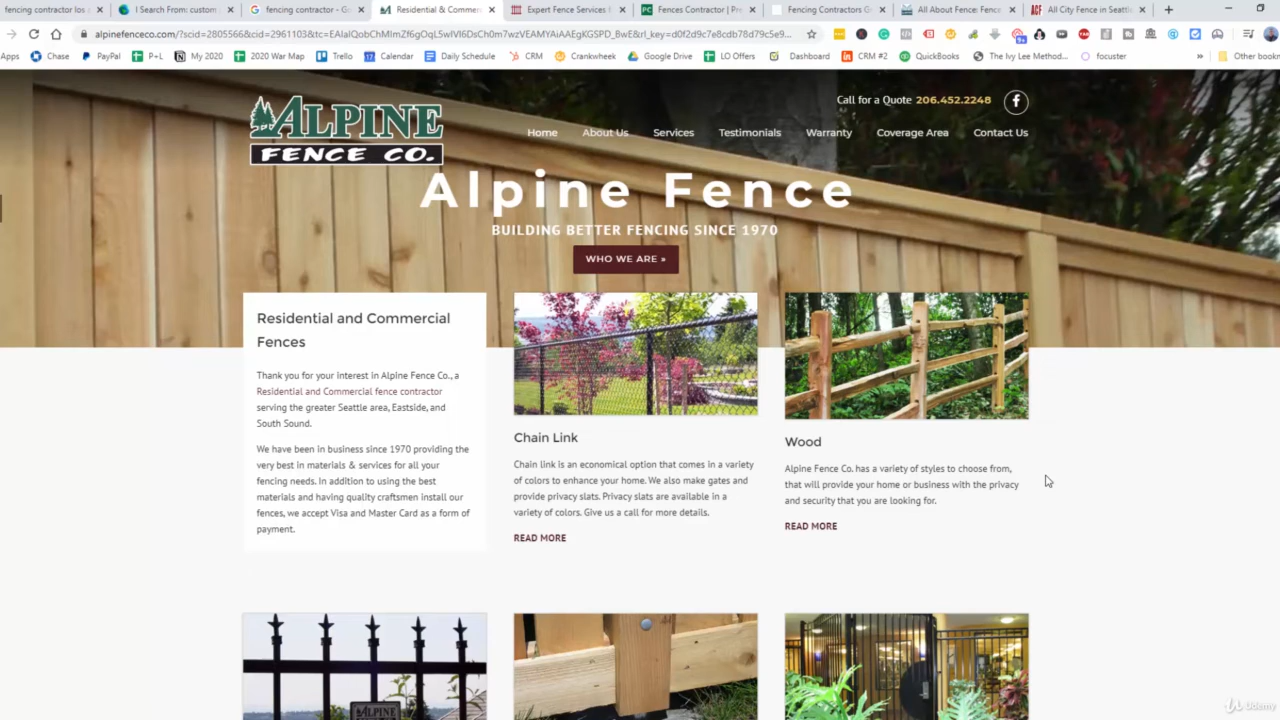 fencing contractor los
I Search From: custom
fencing contractor - Go
Residential & Commer
Expert Fence Services f
Fences Contractor | Pre
Fencing Contractors G
All About Fence: Fence
All City Fence in Seattl
alpinefenceco.com/?scid=2805566&cid=2961103&tc=EAIaIQobChMImZf6gOqL5wIVl6DsCh0m7wzVEAMYAiAAEgKGSPD_BwE&rl_key=d0f2d9c7e8cdb78d79c5e9...
Apps
Chase
PayPal
P+L
My 2020
2020 War Map
Trello
Calendar
Daily Schedule
CRM
Crankwheek
Google Drive
LO Offers
Dashboard
CRM #2
QuickBooks
The Ivy Lee Method...
focuster
»
Other bookm
ALPINE
FENCE CO.
Call for a Quote 206.452.2248
Home
About Us
Services
Testimonials
Warranty
Coverage Area
Contact Us
Alpine Fence
BUILDING BETTER FENCING SINCE 1970
WHO WE ARE »
Residential and Commercial
Fences
Thank you for your interest in Alpine Fence Co., a
Residential and Commercial fence contractor
serving the greater Seattle area, Eastside, and
South Sound.
We have been in business since 1970 providing the
very best in materials & services for all your
fencing needs. In addition to using the best
materials and having quality craftsmen install our
fences, we accept Visa and Master Card as a form of
payment.
Chain Link
Chain link is an economical option that comes in a variety
of colors to enhance your home. We also make gates and
provide privacy slats. Privacy slats are available in a
variety of colors. Give us a call for more details.
READ MORE
Wood
Alpine Fence Co. has a variety of styles to choose from,
that will provide your home or business with the privacy
and security that you are looking for.
READ MORE
ALPINE
Udemy